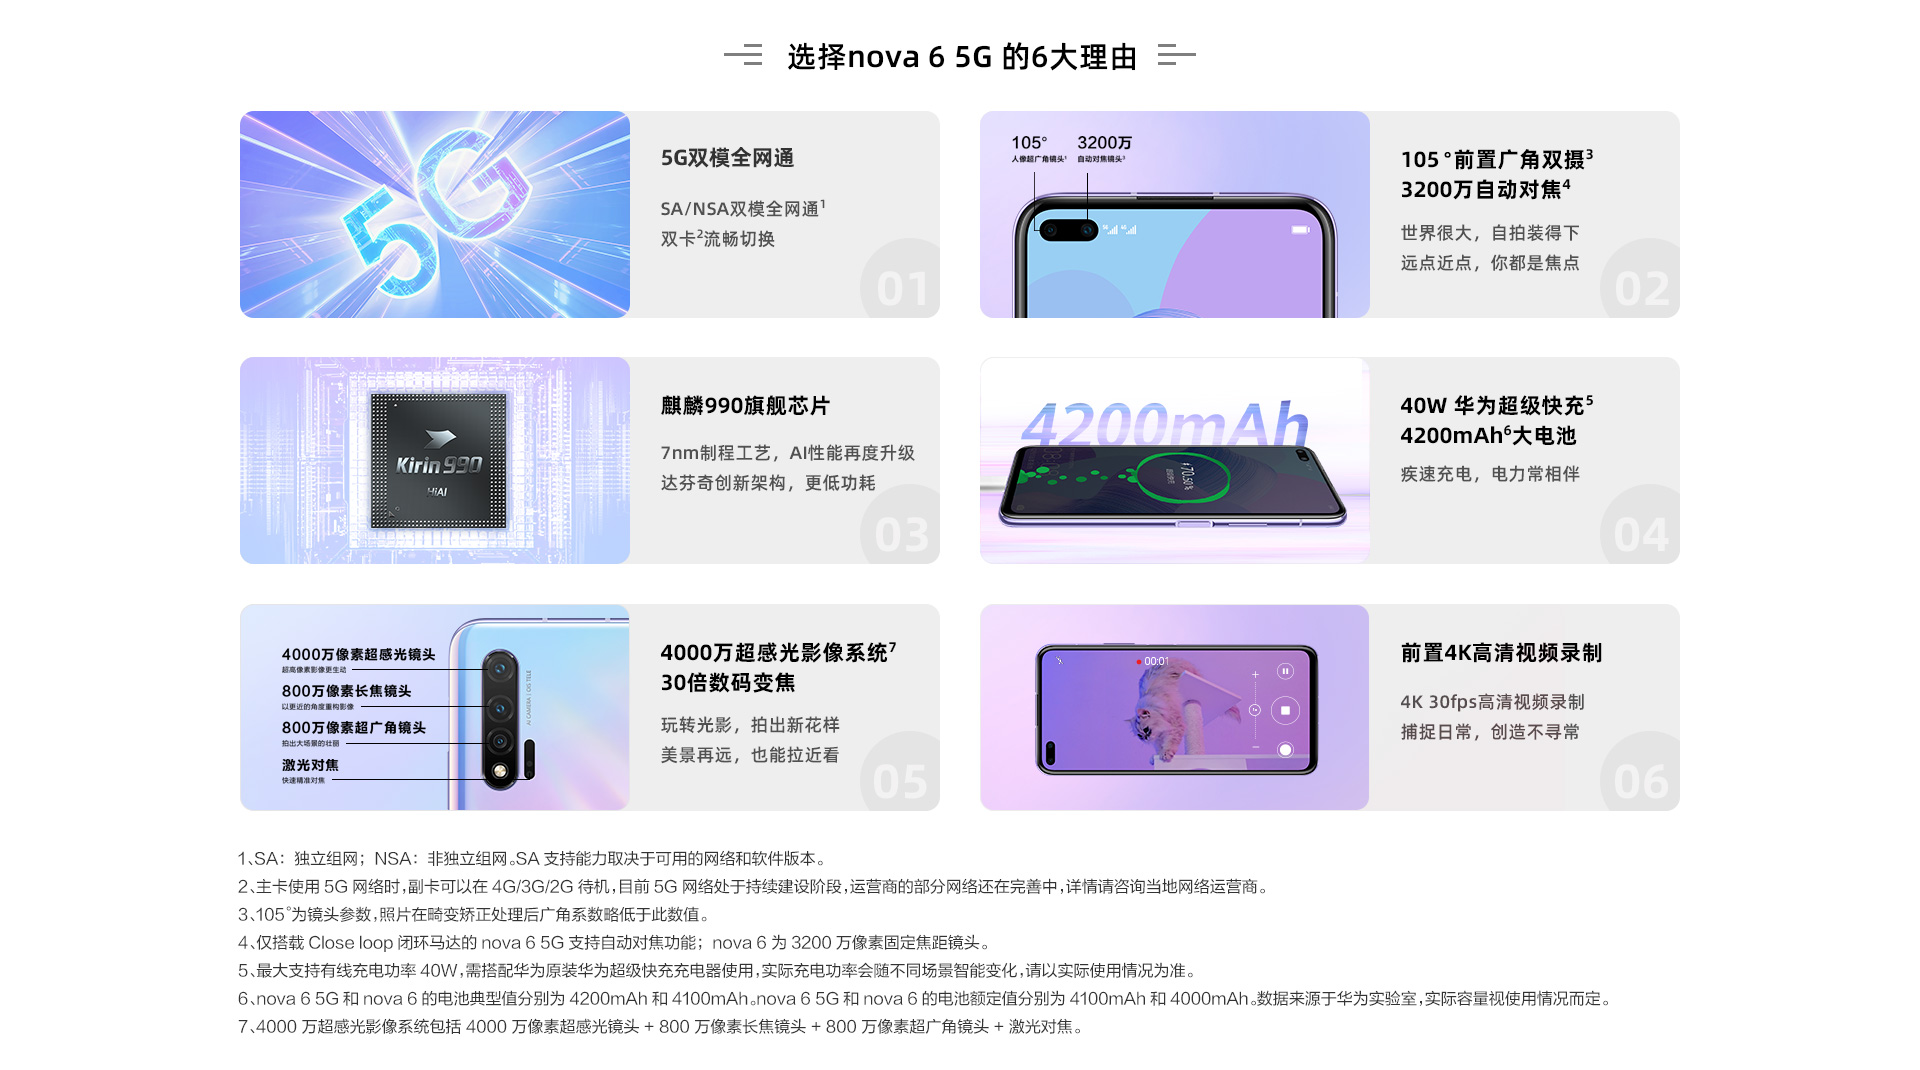 选择nova 6 5G 的6大理由
5G双模全网通
SA/NSA双模全网通1
双卡2流畅切换
01
105°
人像超广角镜头1
3200万
自动对焦镜头3
105°前置广角双摄3
3200万自动对焦4
世界很大，自拍装得下
远点近点，你都是焦点
02
Kirin 990
HiAI
麒麟990旗舰芯片
7nm制程工艺，AI性能再度升级
达芬奇创新架构，更低功耗
03
4200mAh
70.50%
40W 华为超级快充5
4200mAh6大电池
疾速充电，电力常相伴
04
4000万像素超感光镜头
超高像素影像更生动
800万像素长焦镜头
以更近的角度重构影像
800万像素超广角镜头
拍出大场景的壮丽
激光对焦
快速精准对焦
AI CAMERA | OIS TELE
4000万超感光影像系统7
30倍数码变焦
玩转光影，拍出新花样
美景再远，也能拉近看
05
00:01
前置4K高清视频录制
4K 30fps高清视频录制
捕捉日常，创造不寻常
06
1、SA：独立组网；NSA：非独立组网。SA 支持能力取决于可用的网络和软件版本。
2、主卡使用 5G 网络时，副卡可以在 4G/3G/2G 待机，目前 5G 网络处于持续建设阶段，运营商的部分网络还在完善中，详情请咨询当地网络运营商。
3、105°为镜头参数，照片在畸变矫正处理后广角系数略低于此数值。
4、仅搭载 Close loop 闭环马达的 nova 6 5G 支持自动对焦功能；nova 6 为 3200 万像素固定焦距镜头。
5、最大支持有线充电功率 40W，需搭配华为原装华为超级快充充电器使用，实际充电功率会随不同场景智能变化，请以实际使用情况为准。
6、nova 6 5G 和 nova 6 的电池典型值分别为 4200mAh 和 4100mAh。nova 6 5G 和 nova 6 的电池额定值分别为 4100mAh 和 4000mAh。数据来源于华为实验室，实际容量视使用情况而定。
7、4000 万超感光影像系统包括 4000 万像素超感光镜头 + 800 万像素长焦镜头 + 800 万像素超广角镜头 + 激光对焦。